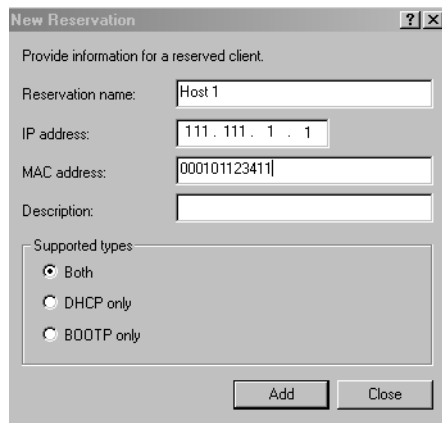 New Reservation
Provide information for a reserved client.
Reservation name: Host 1
IP address: 111 . 111 . 1 . 1
MAC address: 000101123411
Description:
Supported types
Both
DHCP only
BOOTP only
Add Close